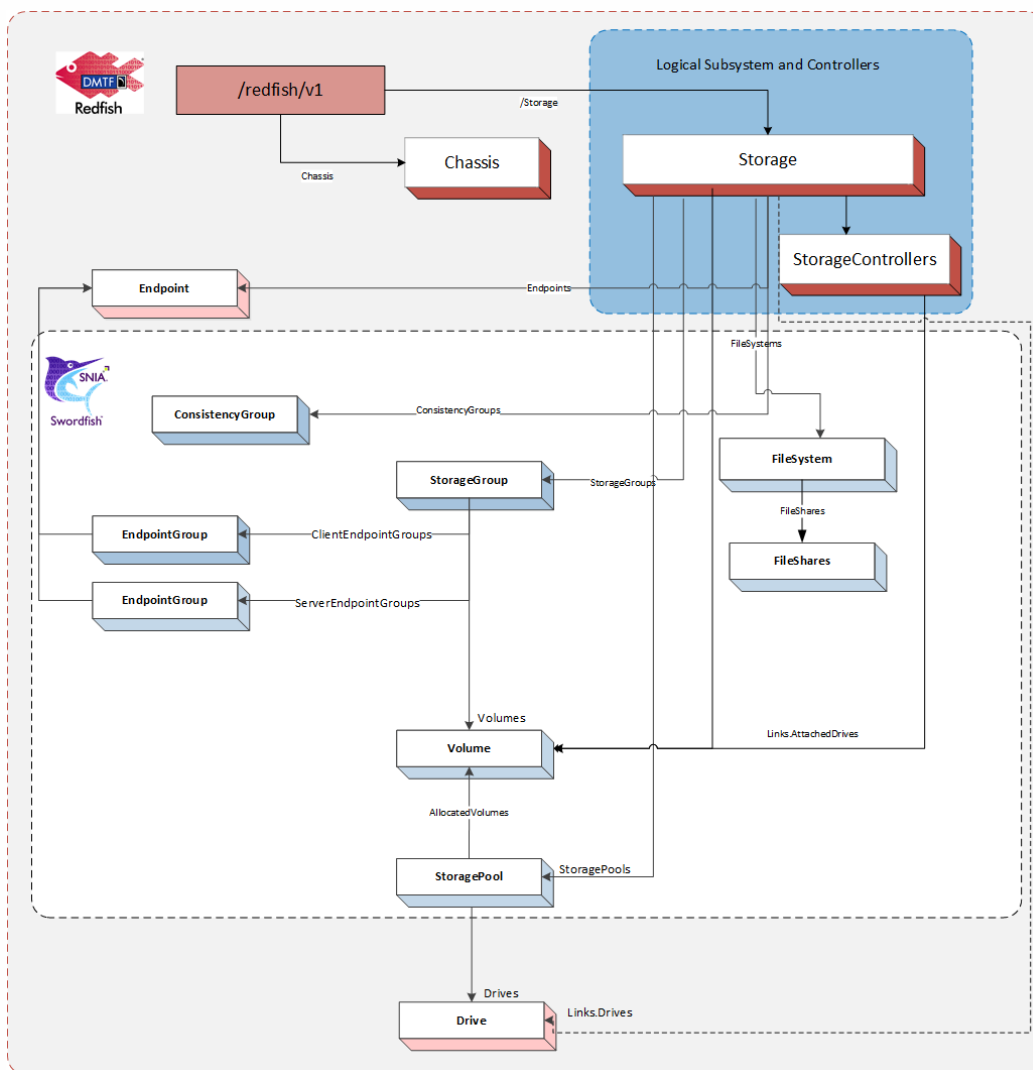 Logical Subsystem and Controllers
DMTF
Redfish
/redfish/v1
/Storage
Storage
Chassis
Chassis
StorageControllers
Endpoint
Endpoints
FileSystems
SNIA
Swordfish
ConsistencyGroup
ConsistencyGroups
FileSystem
StorageGroup
StorageGroups
FileShares
EndpointGroup
ClientEndpointGroups
FileShares
EndpointGroup
ServerEndpointGroups
Volumes
Volume
Links.AttachedDrives
AllocatedVolumes
StoragePool
StoragePools
Drives
Drive
Links.Drives